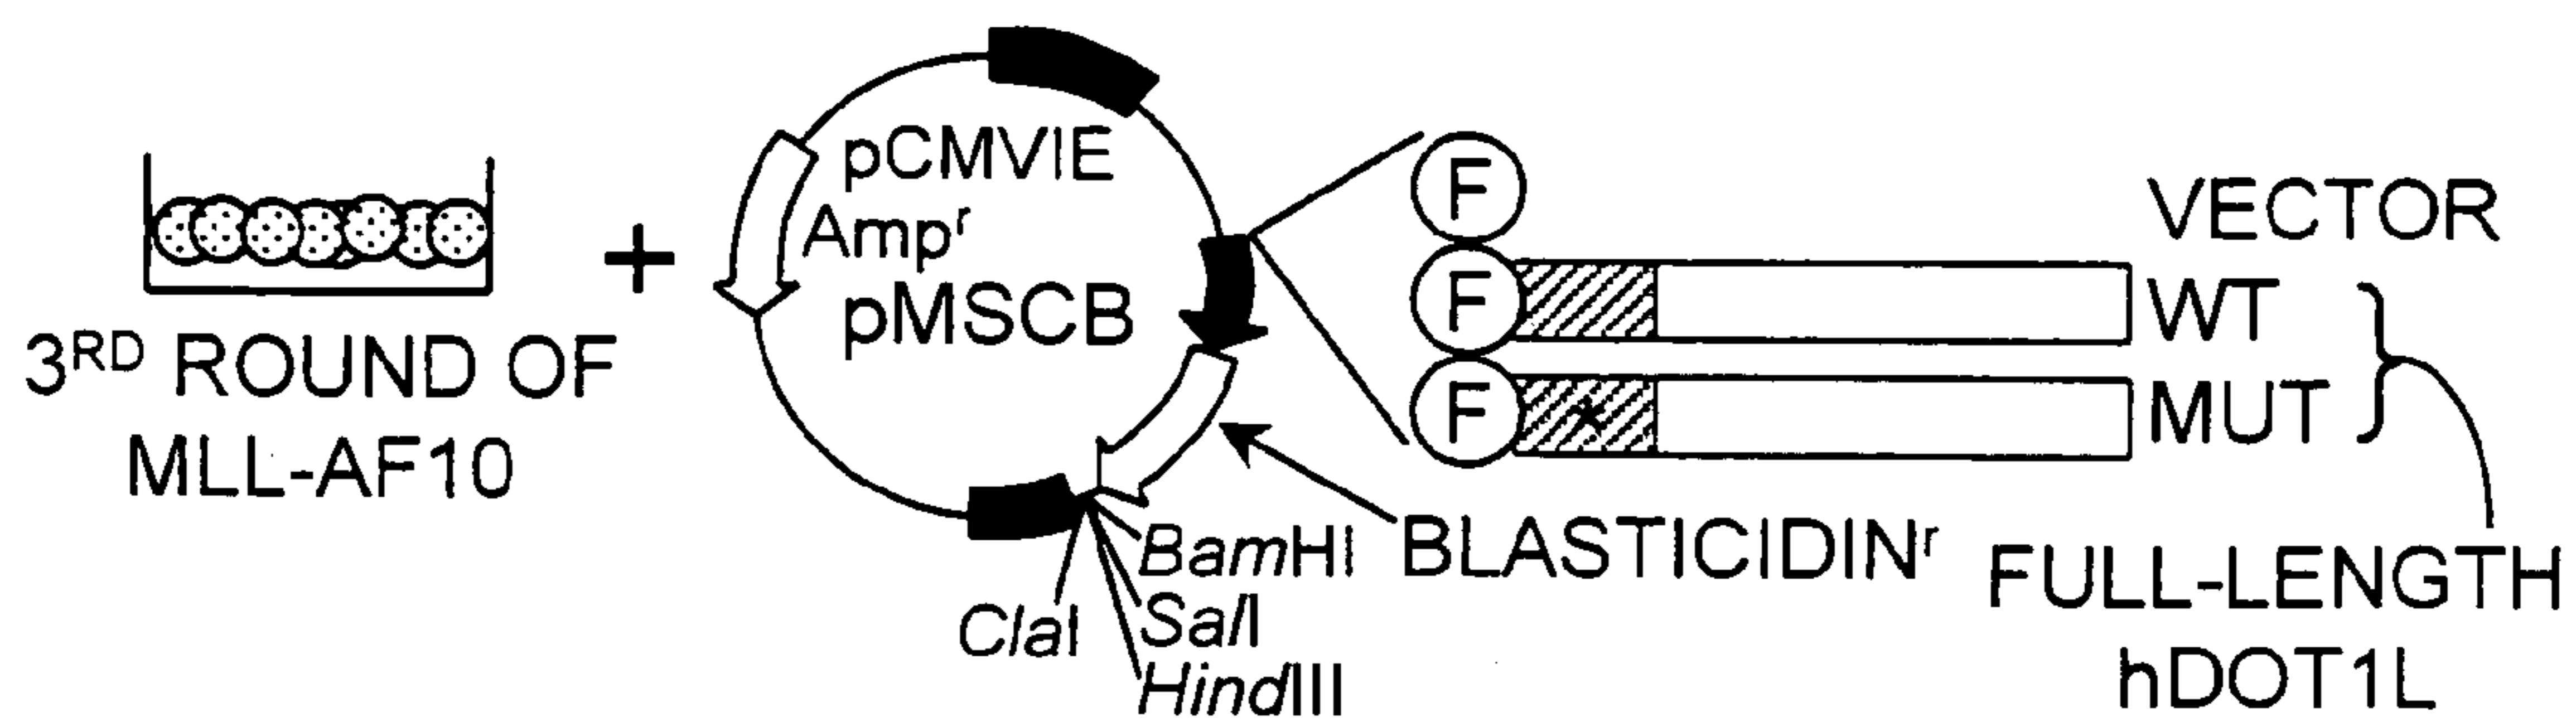 3RD ROUND OF
MLL-AF10
+
pCMVIE
Ampr
pMSCB
BamHI
SalI
ClaI
HindIII
BLASTICIDINr
F
F
F
VECTOR
WT
MUT
FULL-LENGTH
hDOT1L